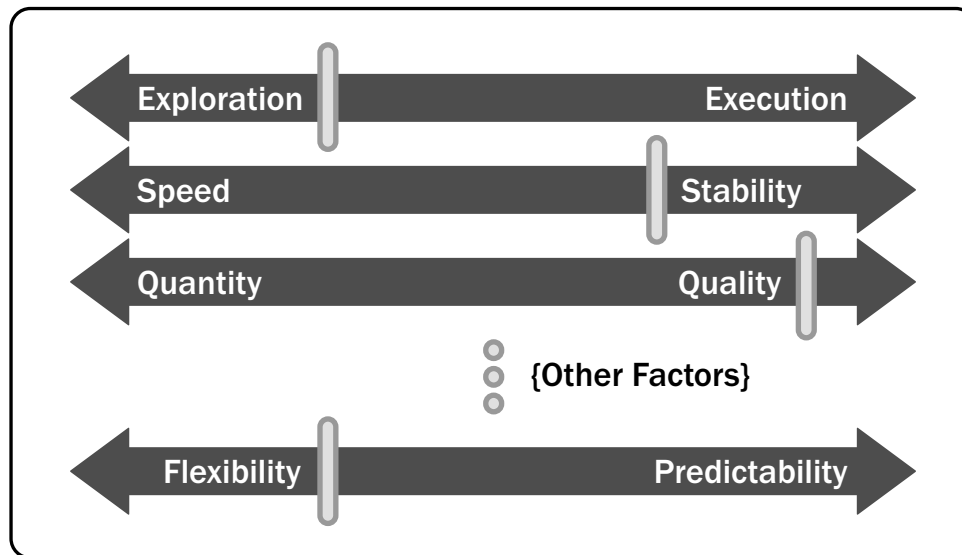 Exploration Execution
Speed Stability
Quantity Quality
{Other Factors}
Flexibility Predictability